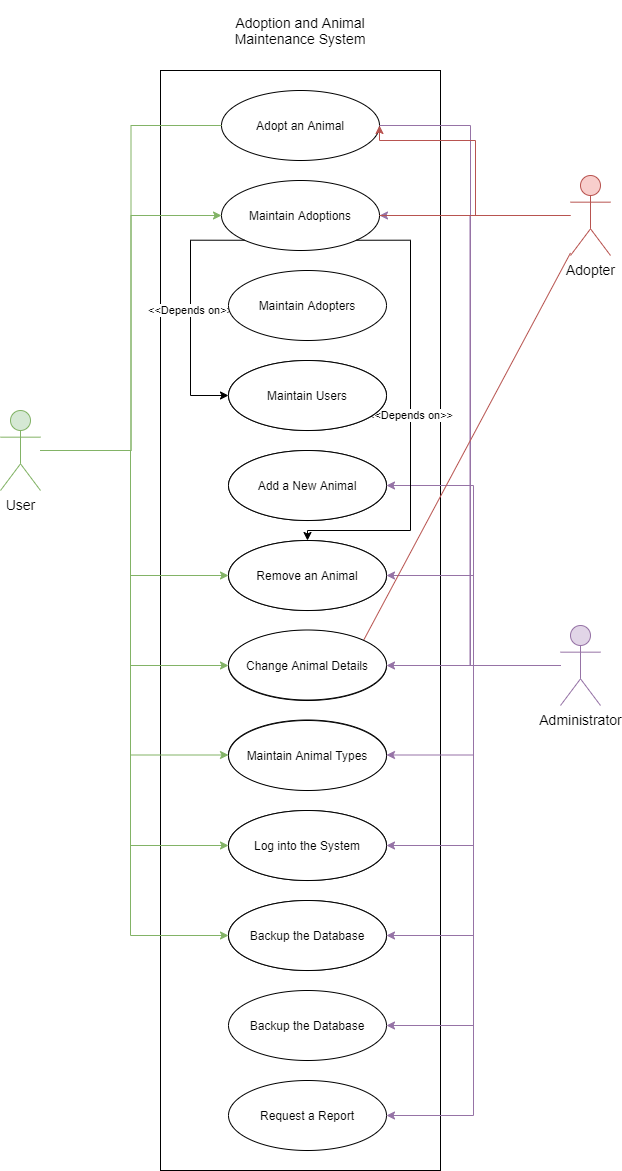 Adoption and Animal
Maintenance System
Adopt an Animal
Maintain Adoptions
Adopter
Maintain Adopters
<<Depends on>>
Maintain Users
<<Depends on>>
Add a New Animal
User
Remove an Animal
Change Animal Details
Administrator
Maintain Animal Types
Log into the System
Backup the Database
Backup the Database
Request a Report